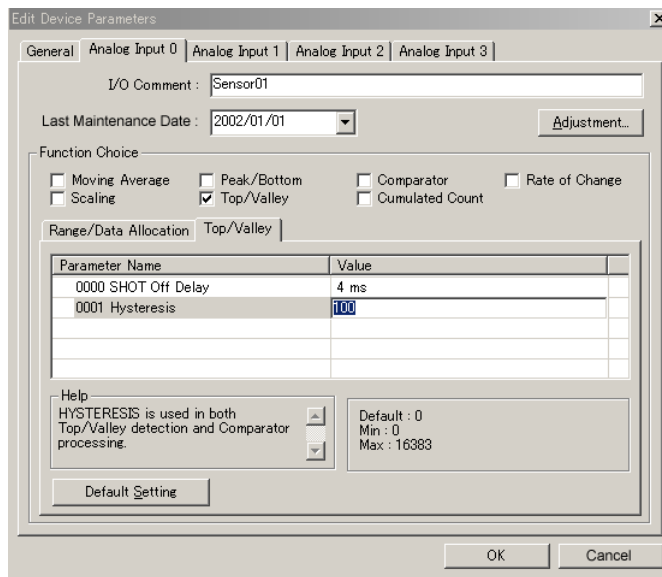 Edit Device Parameters
General Analog Input 0 Analog Input 1 Analog Input 2 Analog Input 3
I/O Comment : Sensor01
Last Maintenance Date : 2002/01/01 Adjustment...
Function Choice
Moving Average Peak/Bottom Comparator Rate of Change
Scaling Top/Valley Cumulated Count
Range/Data Allocation Top/Valley
Parameter Name Value
0000 SHOT Off Delay 4 ms
0001 Hysteresis 100
Help
HYSTERESIS is used in both
Top/Valley detection and Comparator
processing.
Default : 0
Min : 0
Max : 16383
Default Setting
OK Cancel